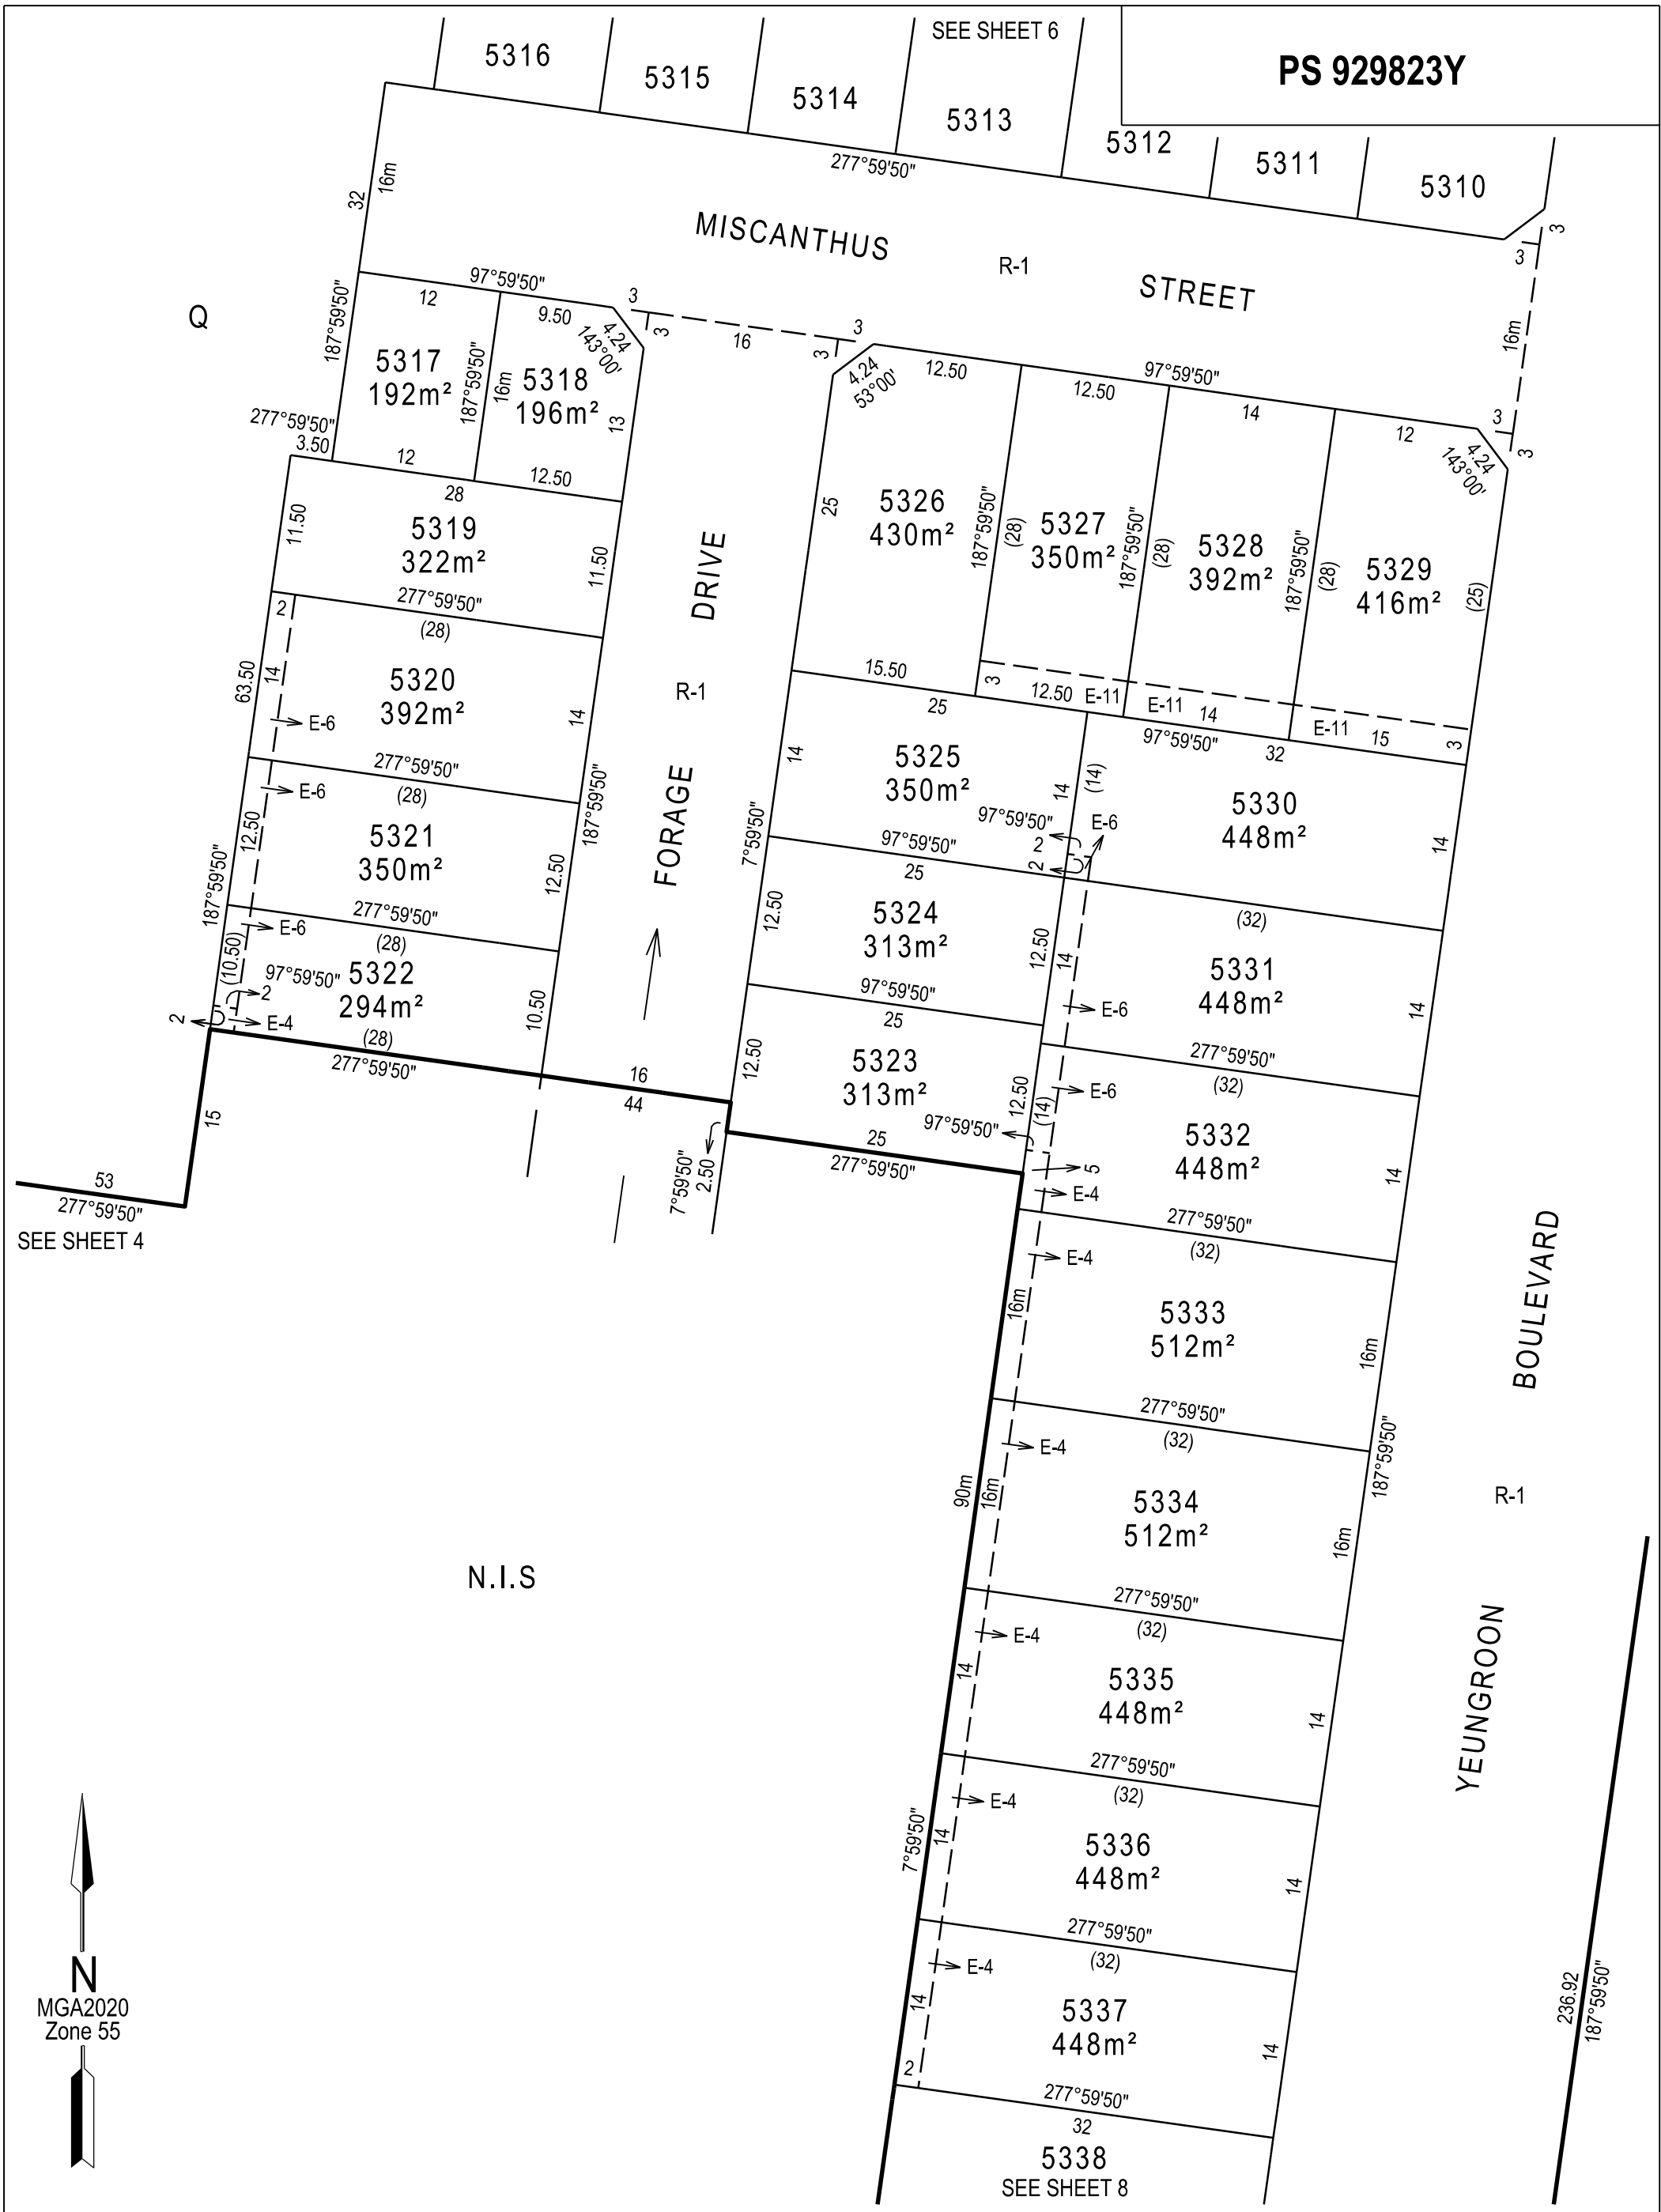 SEE SHEET 6
PS 929823Y
5316
5315
5314
5313
5312
5311
5310
277°59'50"
32
16m
MISCANTHUS
R-1
STREET
3
3
16m
Q
187°59'50"
97°59'50"
12
9.50
4.24
143°00'
3
3
16
3
3
4.24
53°00'
5317
192m²
187°59'50"
16m
5318
196m²
13
277°59'50"
3.50
12
12.50
28
12.50
12.50
97°59'50"
14
12
3
3
4.24
143°00'
11.50
5319
322m²
11.50
277°59'50"
(28)
DRIVE
25
5326
430m²
187°59'50"
(28)
5327
350m²
187°59'50"
(28)
5328
392m²
187°59'50"
(28)
5329
416m²
(25)
2
63.50
14
5320
392m²
14
E-6
R-1
15.50
3
12.50
E-11
E-11
14
E-11
15
3
25
97°59'50"
32
277°59'50"
(28)
E-6
12.50
5321
350m²
12.50
187°59'50"
FORAGE
14
5325
350m²
14
(14)
97°59'50"
2
2
E-6
5330
448m²
14
7°59'50"
97°59'50"
25
187°59'50"
277°59'50"
(28)
E-6
(10.50)
97°59'50"
2
5322
294m²
10.50
2
E-4
(28)
277°59'50"
12.50
5324
313m²
12.50
97°59'50"
25
(32)
14
5331
448m²
14
E-6
277°59'50"
(32)
16
44
12.50
5323
313m²
12.50
(14)
E-6
97°59'50"
5
E-4
5332
448m²
14
15
25
277°59'50"
7°59'50"
2.50
53
277°59'50"
SEE SHEET 4
277°59'50"
(32)
E-4
16m
5333
512m²
16m
BOULEVARD
277°59'50"
(32)
E-4
90m
16m
5334
512m²
16m
187°59'50"
R-1
N.I.S
277°59'50"
(32)
E-4
14
5335
448m²
14
YEUNGROON
277°59'50"
(32)
E-4
7°59'50"
14
5336
448m²
14
277°59'50"
(32)
E-4
14
5337
448m²
14
236.92
187°59'50"
2
277°59'50"
32
5338
SEE SHEET 8
N
MGA2020
Zone 55